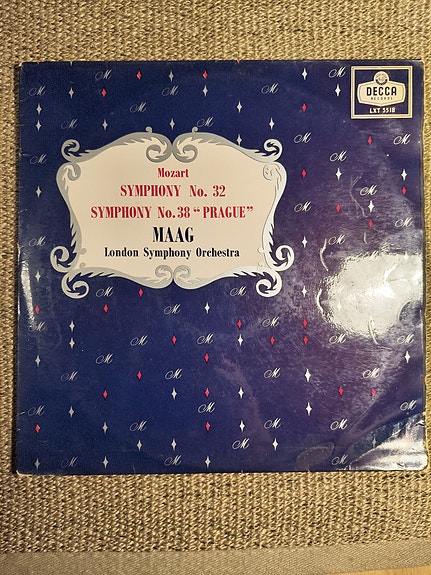 DECCA
RECORDS
LXT 5518
Mozart
SYMPHONY No. 32
SYMPHONY No. 38 “PRAGUE”
MAAG
London Symphony Orchestra